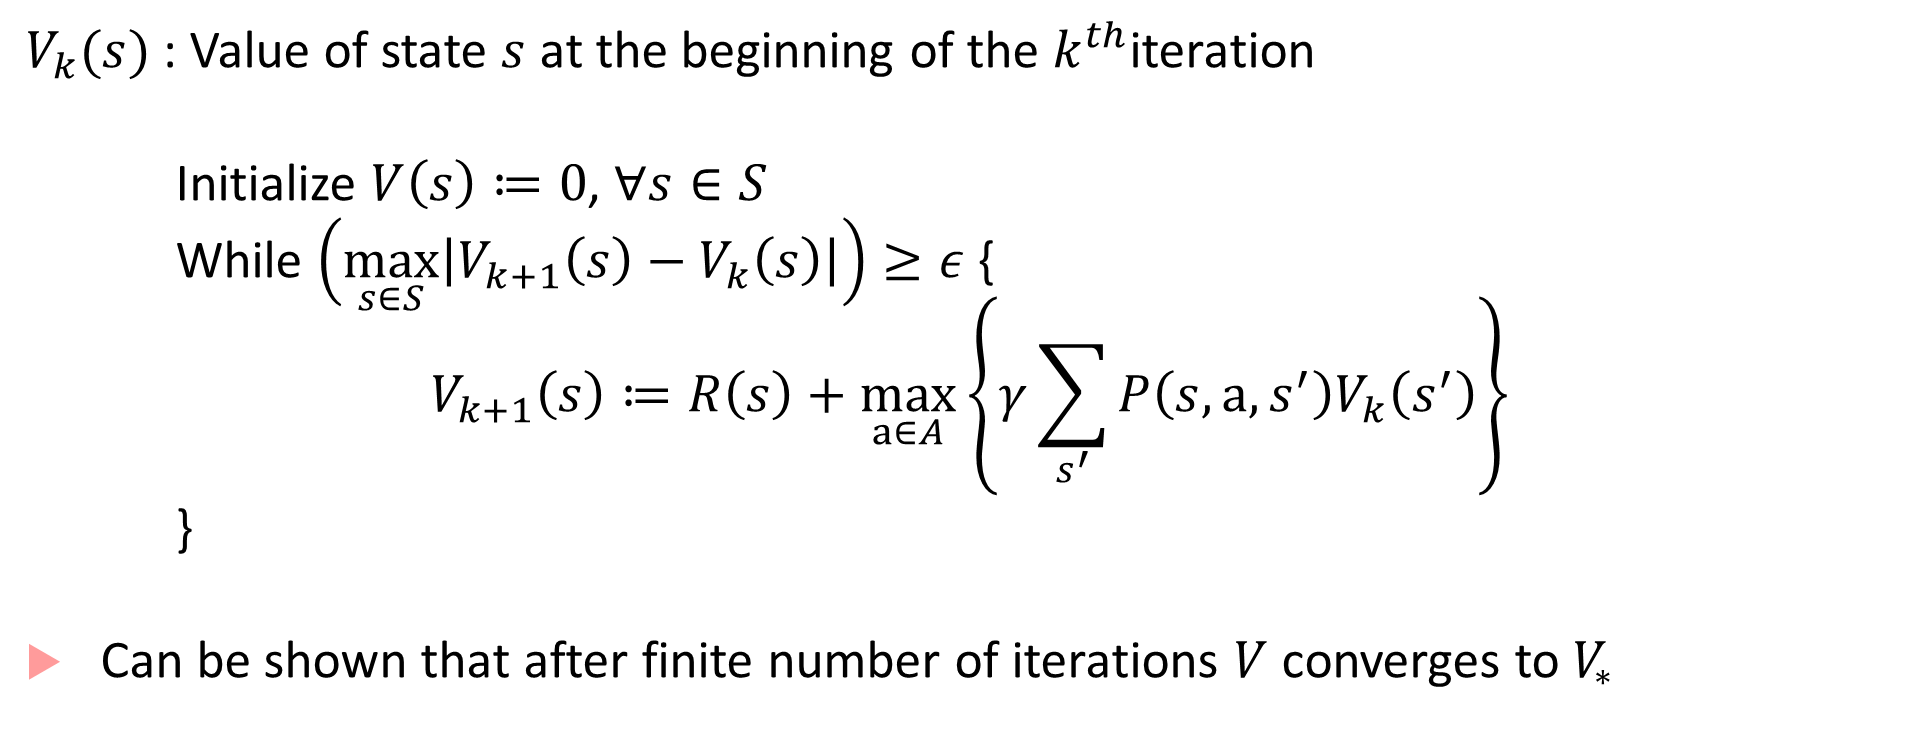 V_k(s) : Value of state s at the beginning of the k^{th} iteration
Initialize V(s) ≔ 0, ∀s ∈ S
While (max_{s∈S}|V_{k+1}(s) − V_k(s)|) ≥ ϵ {
V_{k+1}(s) ≔ R(s) + max_{a∈A} {γ ∑_{s′} P(s, a, s′)V_k(s′)}
}
Can be shown that after finite number of iterations V converges to V_*